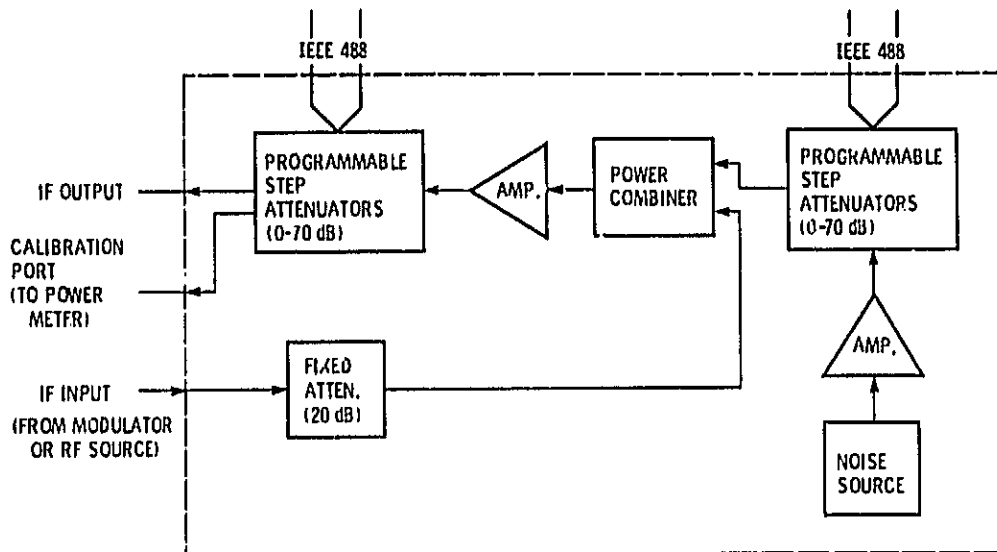 IEEE 488
IEEE 488
PROGRAMMABLE
STEP
ATTENUATORS
(0-70 dB)
AMP.
POWER
COMBINER
PROGRAMMABLE
STEP
ATTENUATORS
(0-70 dB)
IF OUTPUT
CALIBRATION
PORT
(TO POWER
METER)
AMP.
IF INPUT
(FROM MODULATOR
OR RF SOURCE)
FIXED
ATTEN.
(20 dB)
NOISE
SOURCE